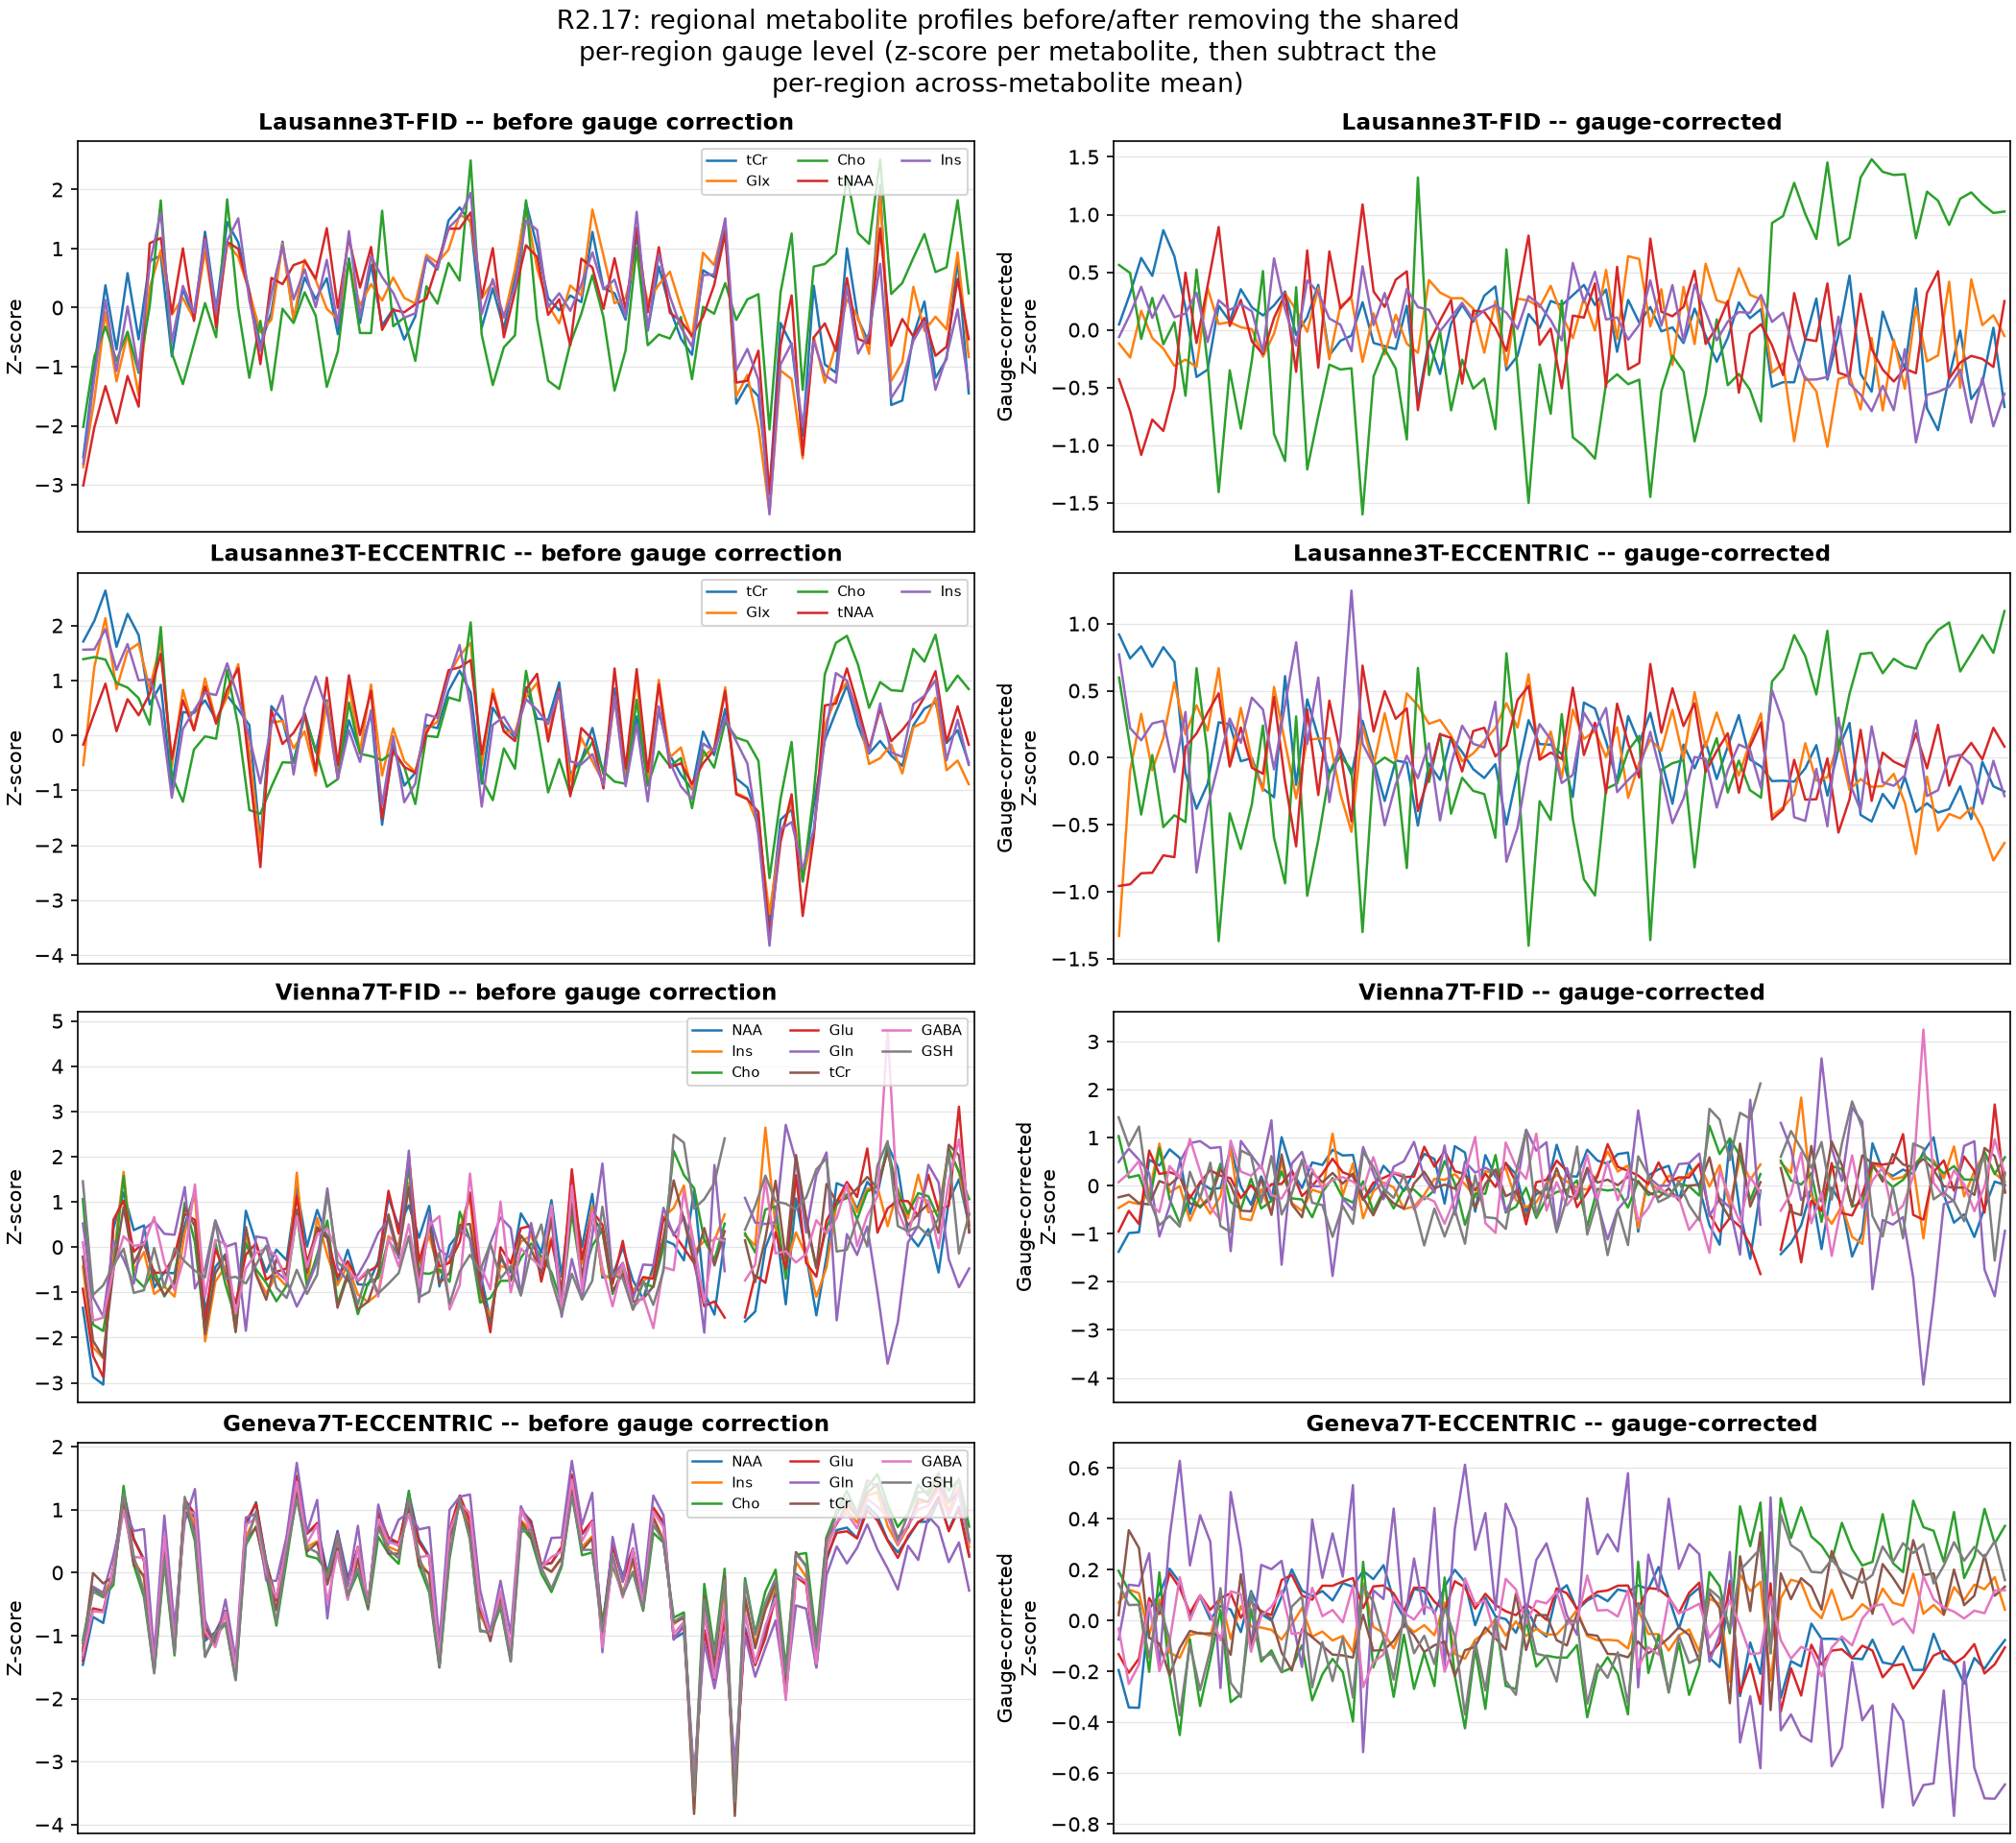 R2.17: regional metabolite profiles before/after removing the shared
per-region gauge level (z-score per metabolite, then subtract the
per-region across-metabolite mean)
Lausanne3T-FID -- before gauge correction
Z-score
2
1
0
−1
−2
−3
tCr
Glx
Cho
tNAA
Ins
Lausanne3T-FID -- gauge-corrected
Gauge-corrected
Z-score
1.5
1.0
0.5
0.0
−0.5
−1.0
−1.5
Lausanne3T-ECCENTRIC -- before gauge correction
Z-score
2
1
0
−1
−2
−3
−4
tCr
Glx
Cho
tNAA
Ins
Lausanne3T-ECCENTRIC -- gauge-corrected
Gauge-corrected
Z-score
1.0
0.5
0.0
−0.5
−1.0
−1.5
Vienna7T-FID -- before gauge correction
Z-score
5
4
3
2
1
0
−1
−2
−3
NAA
Ins
Cho
Glu
Gln
tCr
GABA
GSH
Vienna7T-FID -- gauge-corrected
Gauge-corrected
Z-score
3
2
1
0
−1
−2
−3
−4
Geneva7T-ECCENTRIC -- before gauge correction
Z-score
2
1
0
−1
−2
−3
−4
NAA
Ins
Cho
Glu
Gln
tCr
GABA
GSH
Geneva7T-ECCENTRIC -- gauge-corrected
Gauge-corrected
Z-score
0.6
0.4
0.2
0.0
−0.2
−0.4
−0.6
−0.8